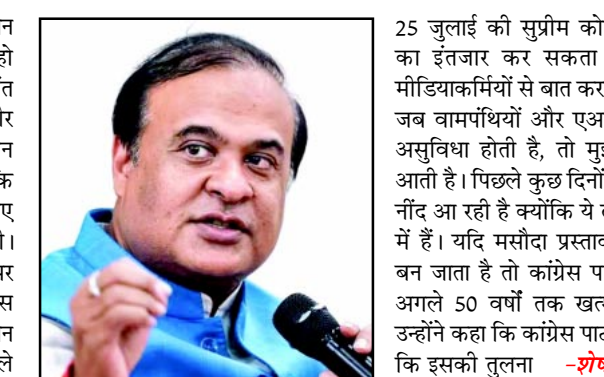 न
हो
त
र
न
के
ए
ी।
पर
स
न
ले
25 जुलाई की सुप्रीम को
का इंतजार कर सकता
मीडियाकर्मियों से बात कर
जब वामपंथियों और एअ
असुविधा होती है, तो मुझ
आती है। पिछले कुछ दिनों
नींद आ रही है क्योंकि ये
में हैं। यदि मसौदा प्रस्ताव
बन जाता है तो कांग्रेस प
अगले 50 वर्षों तक खत
उन्होंने कहा कि कांग्रेस पाट
कि इसकी तुलना –शेष